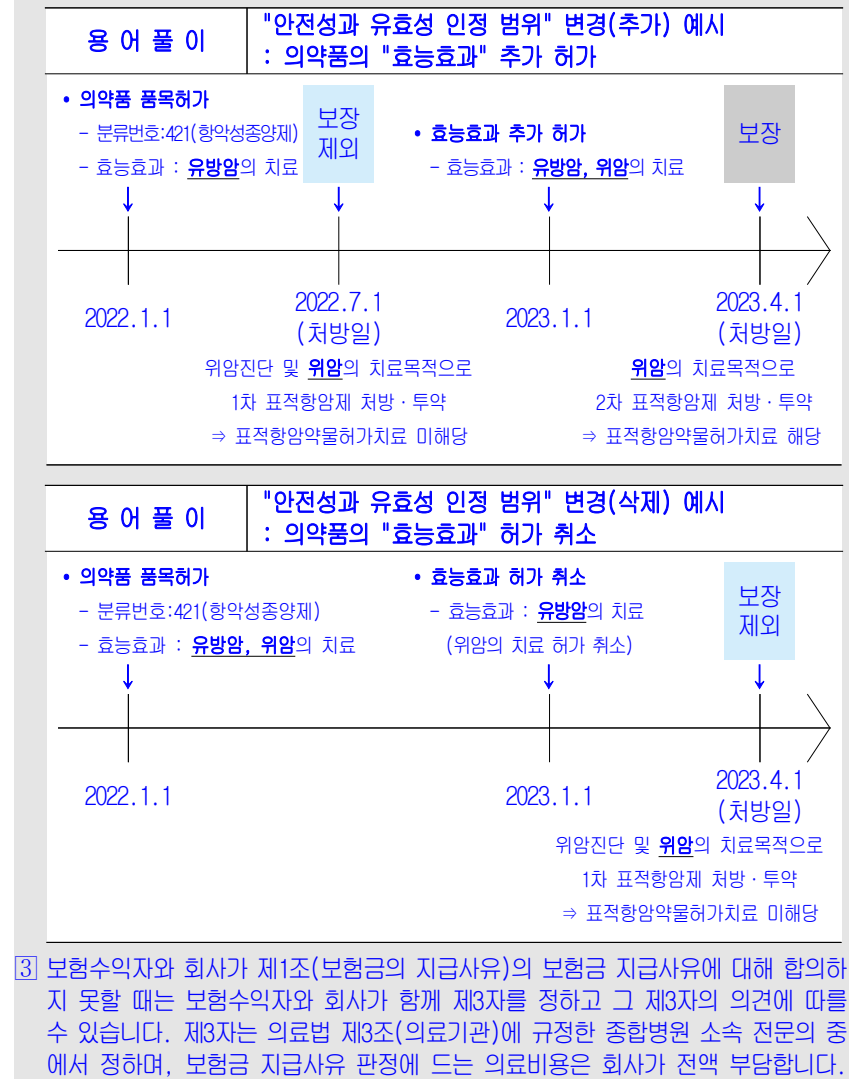 용 어 풀 이
"안전성과 유효성 인정 범위" 변경(추가) 예시
: 의약품의 "효능효과" 추가 허가
• 의약품 품목허가
- 분류번호:421(항악성종양제)
- 효능효과 : 유방암의 치료
보장
제외
• 효능효과 추가 허가
- 효능효과 : 유방암, 위암의 치료
보장
2022.1.1
2022.7.1
(처방일)
2023.1.1
2023.4.1
(처방일)
위암진단 및 위암의 치료목적으로
1차 표적항암제 처방·투약
⇒ 표적항암약물허가치료 미해당
위암의 치료목적으로
2차 표적항암제 처방·투약
⇒ 표적항암약물허가치료 해당
용 어 풀 이
"안전성과 유효성 인정 범위" 변경(삭제) 예시
: 의약품의 "효능효과" 허가 취소
• 의약품 품목허가
- 분류번호:421(항악성종양제)
- 효능효과 : 유방암, 위암의 치료
• 효능효과 허가 취소
- 효능효과 : 유방암의 치료
(위암의 치료 허가 취소)
보장
제외
2022.1.1
2023.1.1
2023.4.1
(처방일)
위암진단 및 위암의 치료목적으로
1차 표적항암제 처방·투약
⇒ 표적항암약물허가치료 미해당
3 보험수익자와 회사가 제1조(보험금의 지급사유)의 보험금 지급사유에 대해 합의하
지 못할 때는 보험수익자와 회사가 함께 제3자를 정하고 그 제3자의 의견에 따를
수 있습니다. 제3자는 의료법 제3조(의료기관)에 규정한 종합병원 소속 전문의 중
에서 정하며, 보험금 지급사유 판정에 드는 의료비용은 회사가 전액 부담합니다.